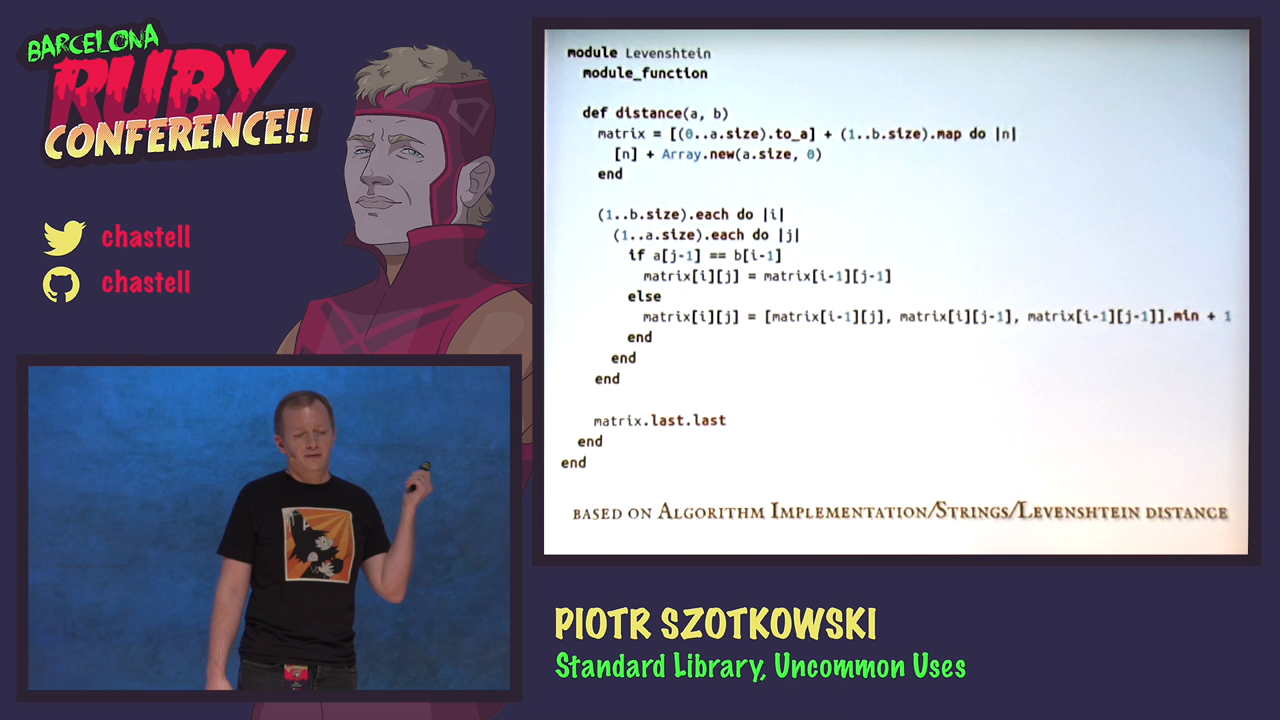 BARCELONA
RUBY
CONFERENCE!!
chastell
chastell
module Levenshtein
module_function
def distance(a, b)
matrix = [(0..a.size).to_a] + (1..b.size).map do |n|
[n] + Array.new(a.size, 0)
end
(1..b.size).each do |i|
(1..a.size).each do |j|
if a[j-1] == b[i-1]
matrix[i][j] = matrix[i-1][j-1]
else
matrix[i][j] = [matrix[i-1][j], matrix[i][j-1], matrix[i-1][j-1]].min + 1
end
end
end
matrix.last.last
end
end
BASED ON ALGORITHM IMPLEMENTATION/STRINGS/LEVENSHTEIN DISTANCE
PIOTR SZOTKOWSKI
Standard Library, Uncommon Uses